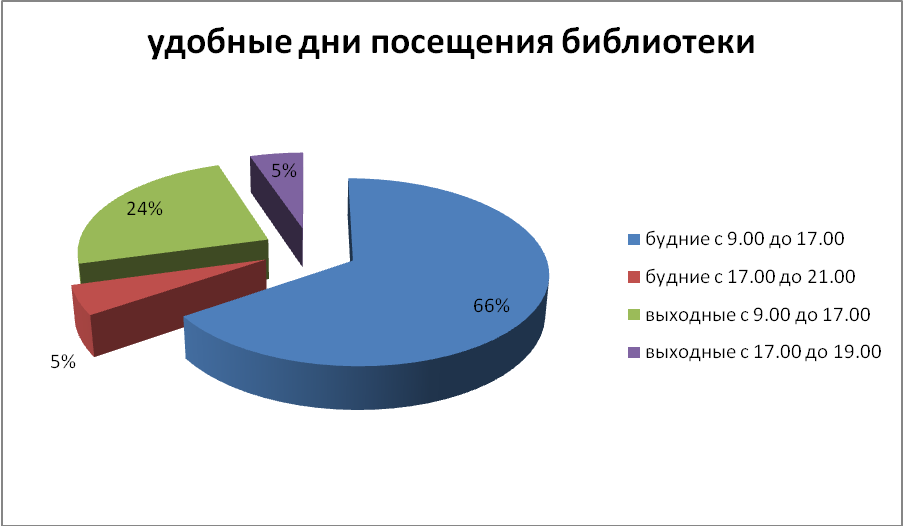 удобные дни посещения библиотеки
5%
24%
66%
5%
будние с 9.00 до 17.00
будние с 17.00 до 21.00
выходные с 9.00 до 17.00
выходные с 17.00 до 19.00